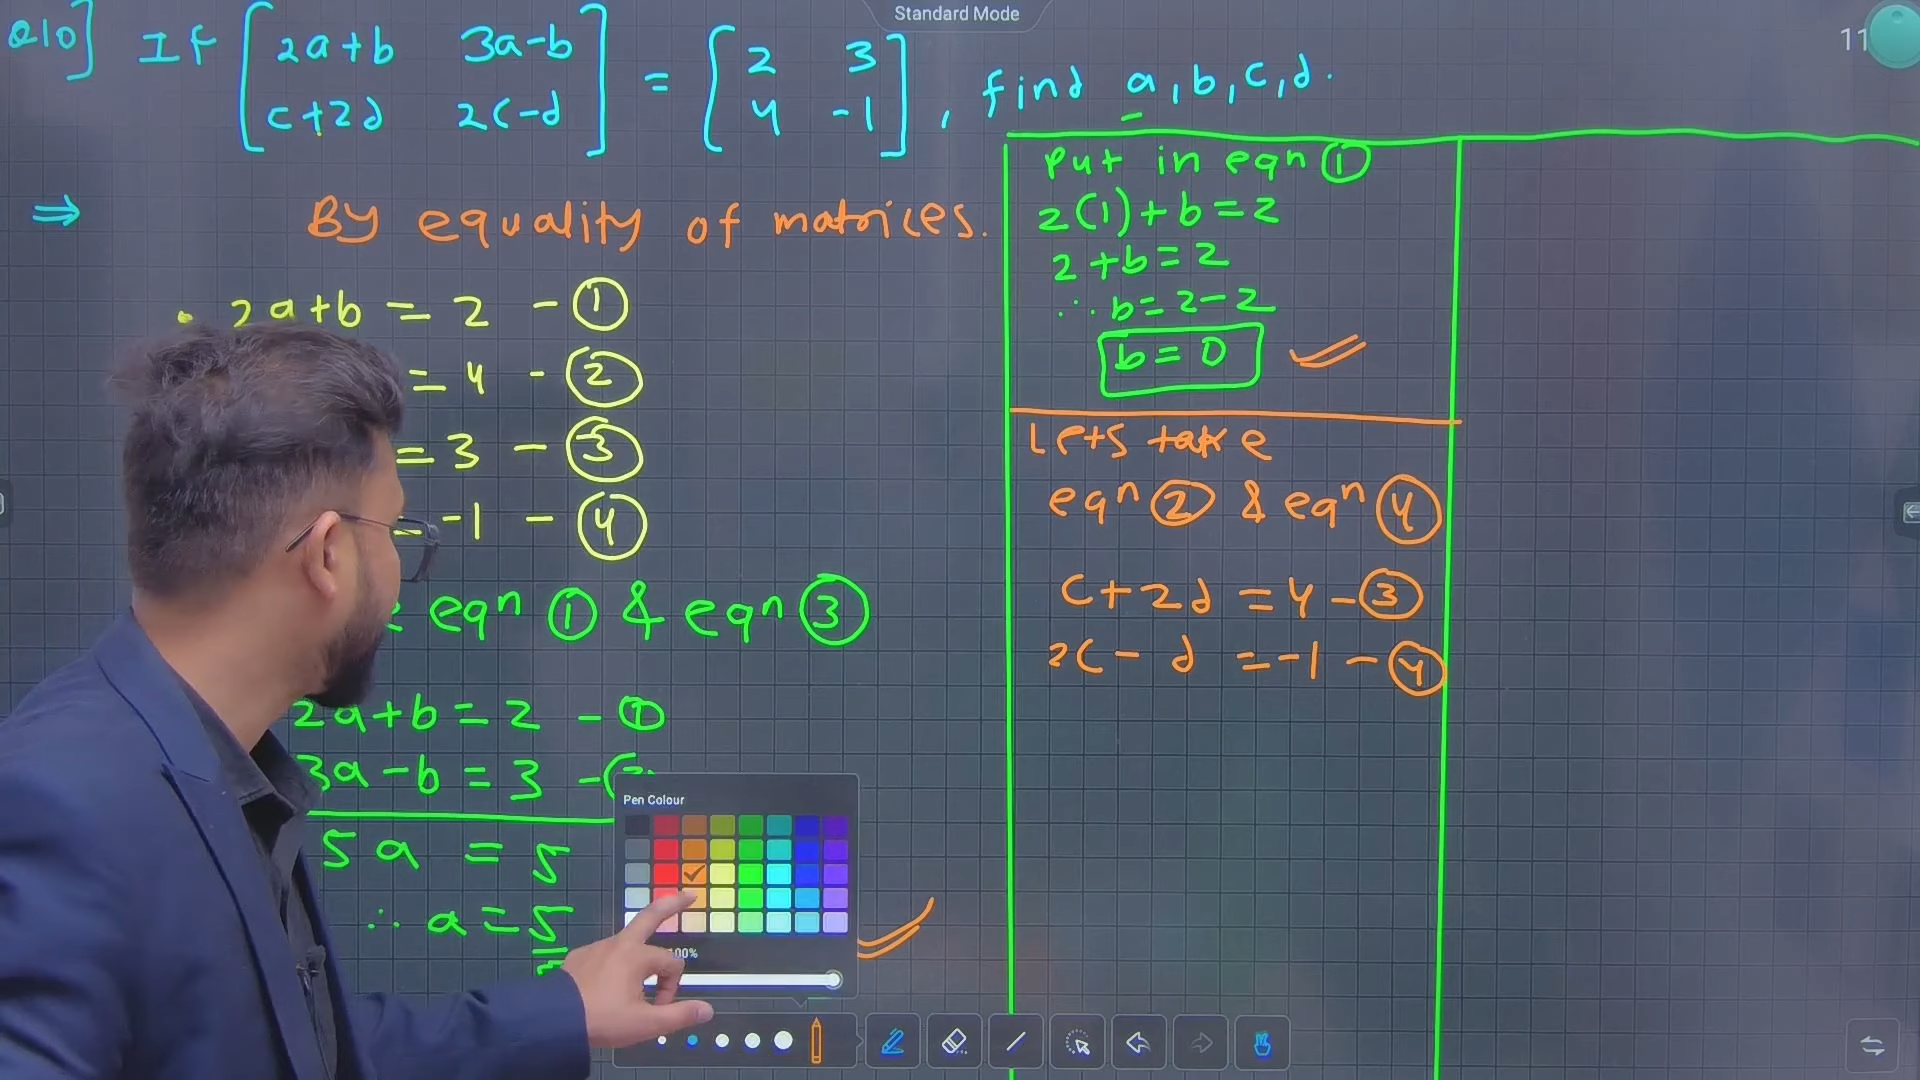 Standard Mode
11
Q10] If [2a+b 3a-b
c+2d 2c-d] = [2 3
4 -1], find a,b,c,d.
⇒ By equality of matrices.
2a+b = 2 - ①
= 4 - ②
= 3 - ③
= -1 - ④
eqn ① & eqn ③
2a+b = 2 - ①
3a-b = 3 -
5a = 5
∴ a = 5
put in eqn ①
2(1)+b=2
2+b=2
∴ b=2-2
b=0
Lets take
eqn ② & eqn ④
c+2d = 4 - ③
2c-d = -1 - ④
Pen Colour
100%